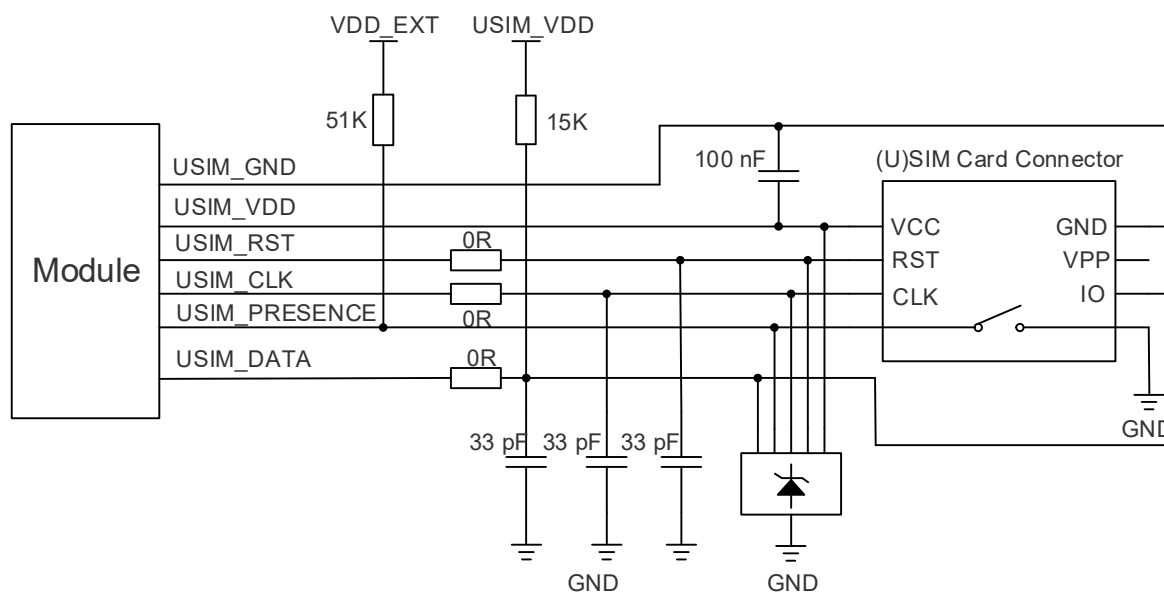 VDD_EXT USIM_VDD
51K 15K
100 nF (U)SIM Card Connector
USIM_GND
USIM_VDD VCC GND
USIM_RST 0R RST VPP
Module
USIM_CLK CLK IO
USIM_PRESENCE 0R
USIM_DATA 0R
GND
33 pF 33 pF 33 pF
GND GND